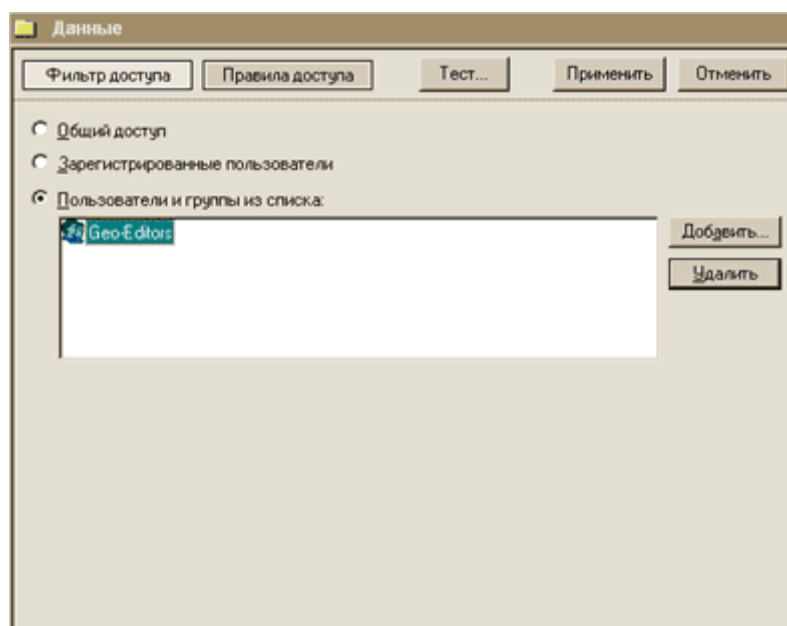 Данные
Фильтр доступа Правила доступа Тест... Применить Отменить
Общий доступ
Зарегистрированные пользователи
Пользователи и группы из списка:
Geo-Editors
Добавить...
Удалить